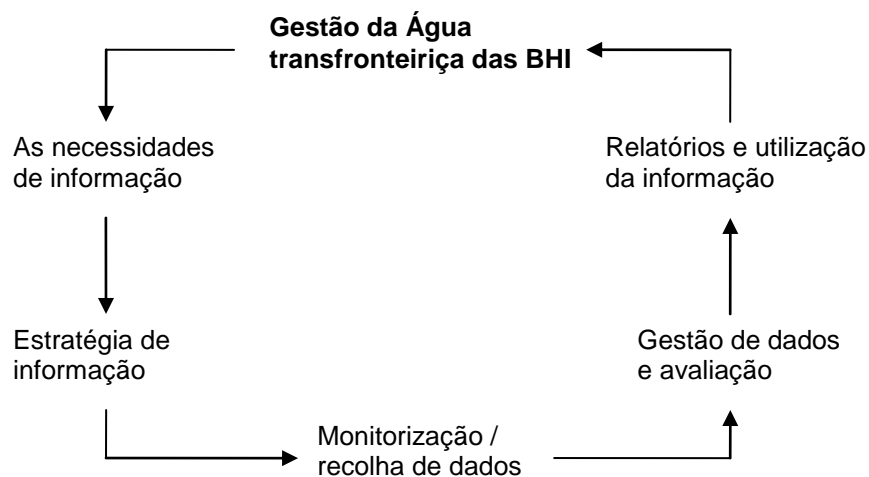 Gestão da Água
transfronteiriça das BHI
As necessidades
de informação
Relatórios e utilização
da informação
Estratégia de
informação
Gestão de dados
e avaliação
Monitorização /
recolha de dados